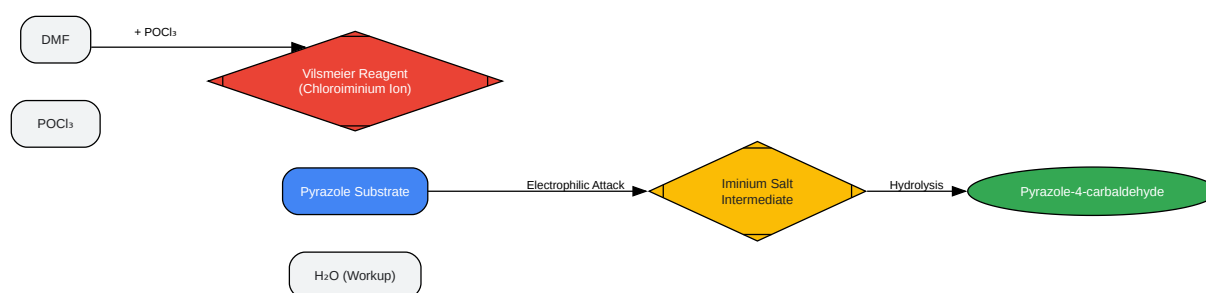 DMF
+ POCl₃
Vilsmeier Reagent
(Chloroiminium Ion)
POCl₃
Pyrazole Substrate
Electrophilic Attack
Iminium Salt
Intermediate
Hydrolysis
Pyrazole-4-carbaldehyde
H₂O (Workup)